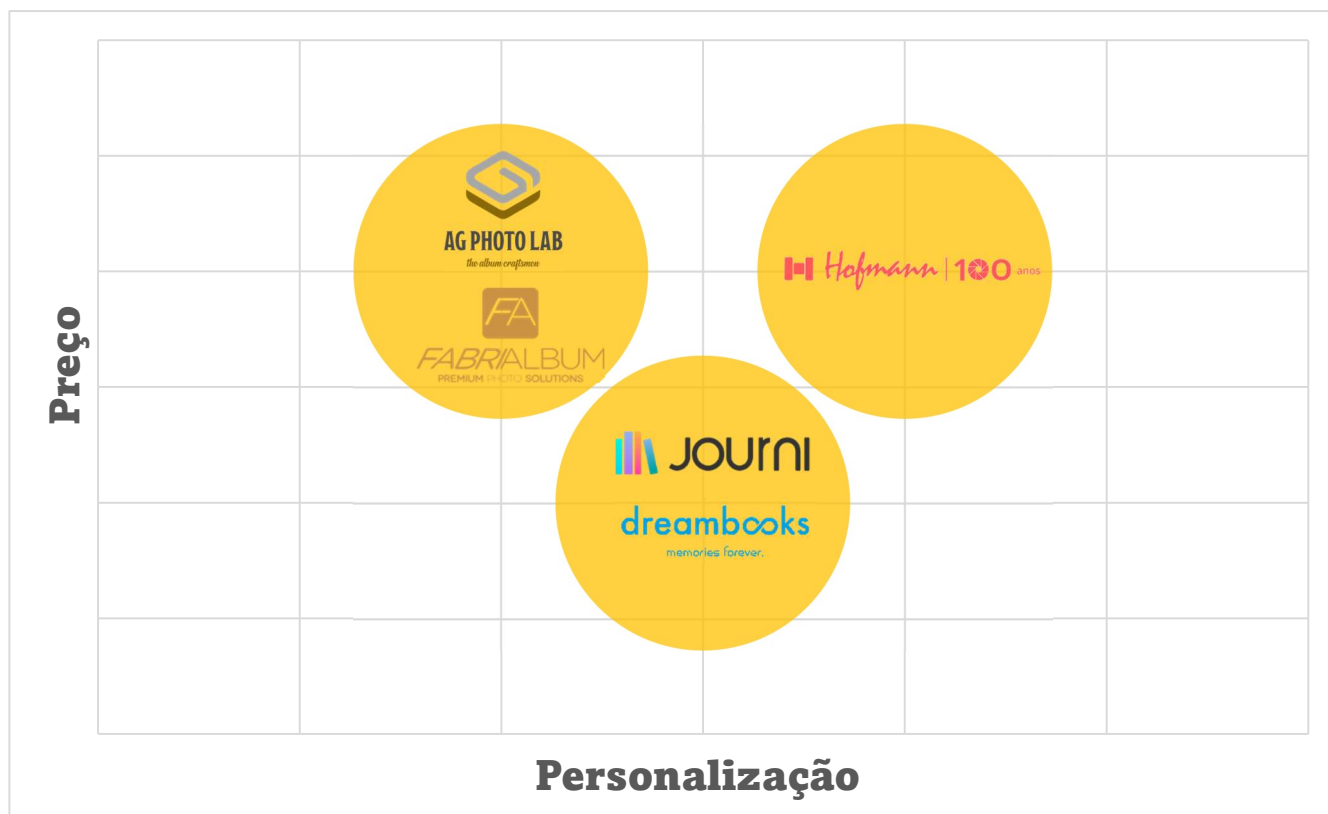 Preço
AG PHOTO LAB
the album craftsmen
FA
FABRIALBUM
PREMIUM PHOTO SOLUTIONS
Hofmann | 100 anos
JOURNI
dreambooks
memories forever.
Personalização